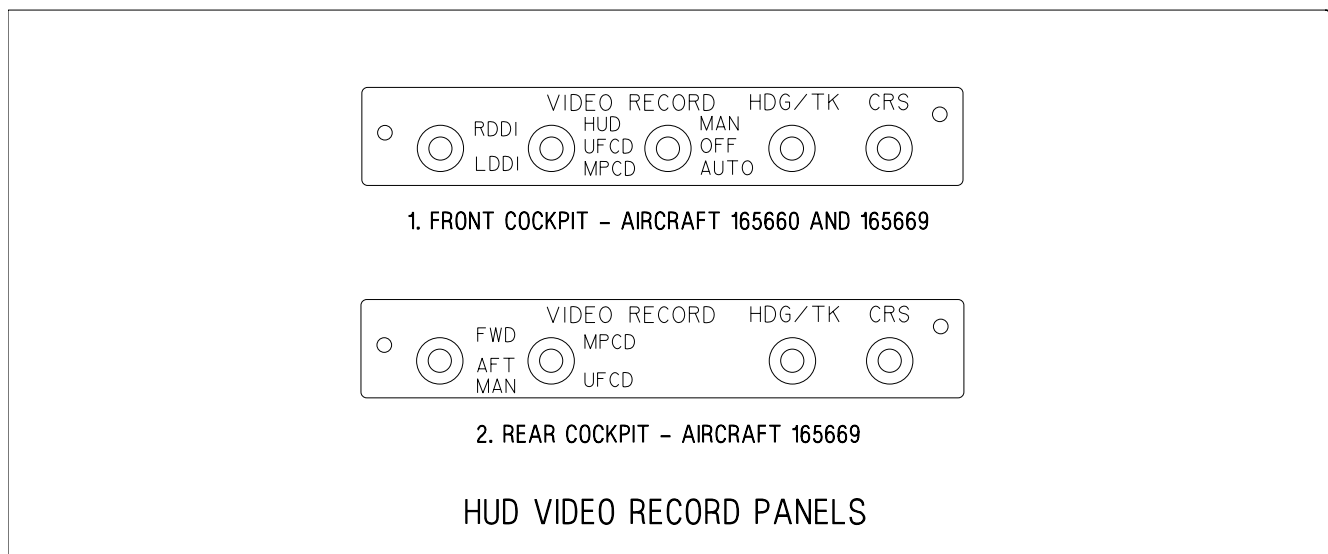 VIDEO RECORD HDG/TK CRS
RDDI HUD MAN
UFCD OFF
LDDI MPCD AUTO
1. FRONT COCKPIT – AIRCRAFT 165660 AND 165669
VIDEO RECORD HDG/TK CRS
FWD MPCD
AFT
MAN UFCD
2. REAR COCKPIT – AIRCRAFT 165669
HUD VIDEO RECORD PANELS